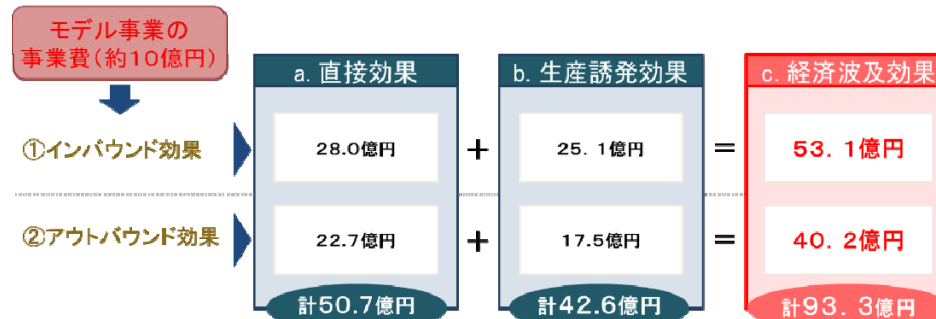 モデル事業の
事業費(約10億円)
a. 直接効果
b. 生産誘発効果
c. 経済波及効果
①インバウンド効果
28.0億円
+
25. 1億円
=
53. 1億円
②アウトバウンド効果
22.7億円
+
17.5億円
=
40. 2億円
計50.7億円
計42.6億円
計93. 3億円